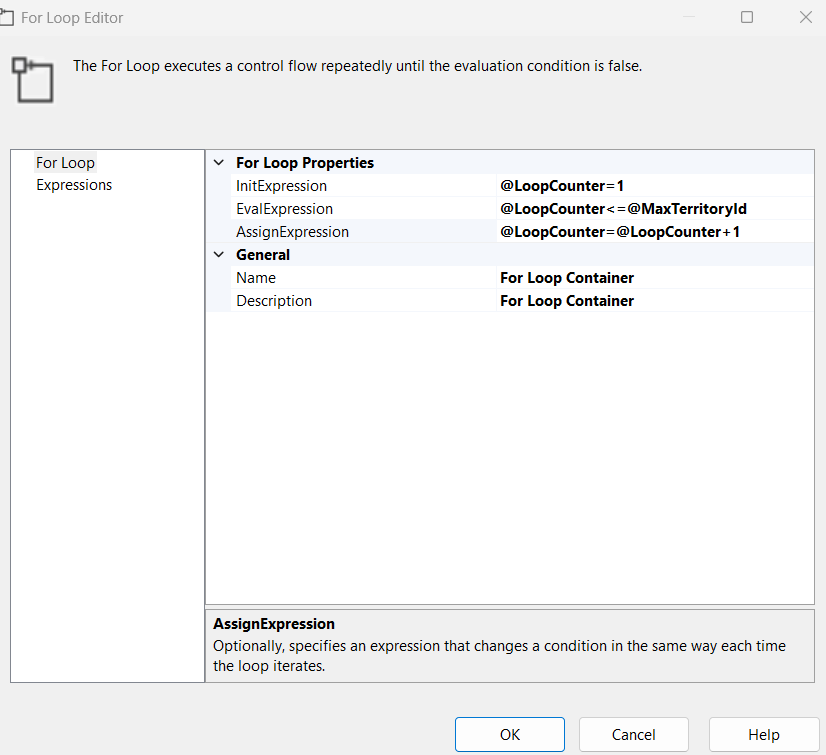 For Loop Editor
The For Loop executes a control flow repeatedly until the evaluation condition is false.
For Loop
Expressions
For Loop Properties
InitExpression @LoopCounter=1
EvalExpression @LoopCounter<=@MaxTerritoryId
AssignExpression @LoopCounter=@LoopCounter+1
General
Name For Loop Container
Description For Loop Container
AssignExpression
Optionally, specifies an expression that changes a condition in the same way each time
the loop iterates.
OK Cancel Help